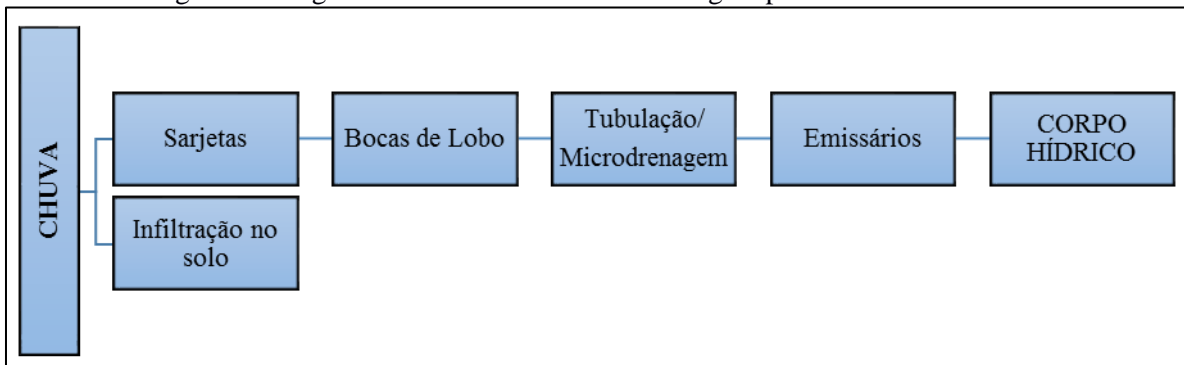 CHUVA
Sarjetas
Bocas de Lobo
Tubulação/
Microdrenagem
Emissários
CORPO
HÍDRICO
Infiltração no
solo